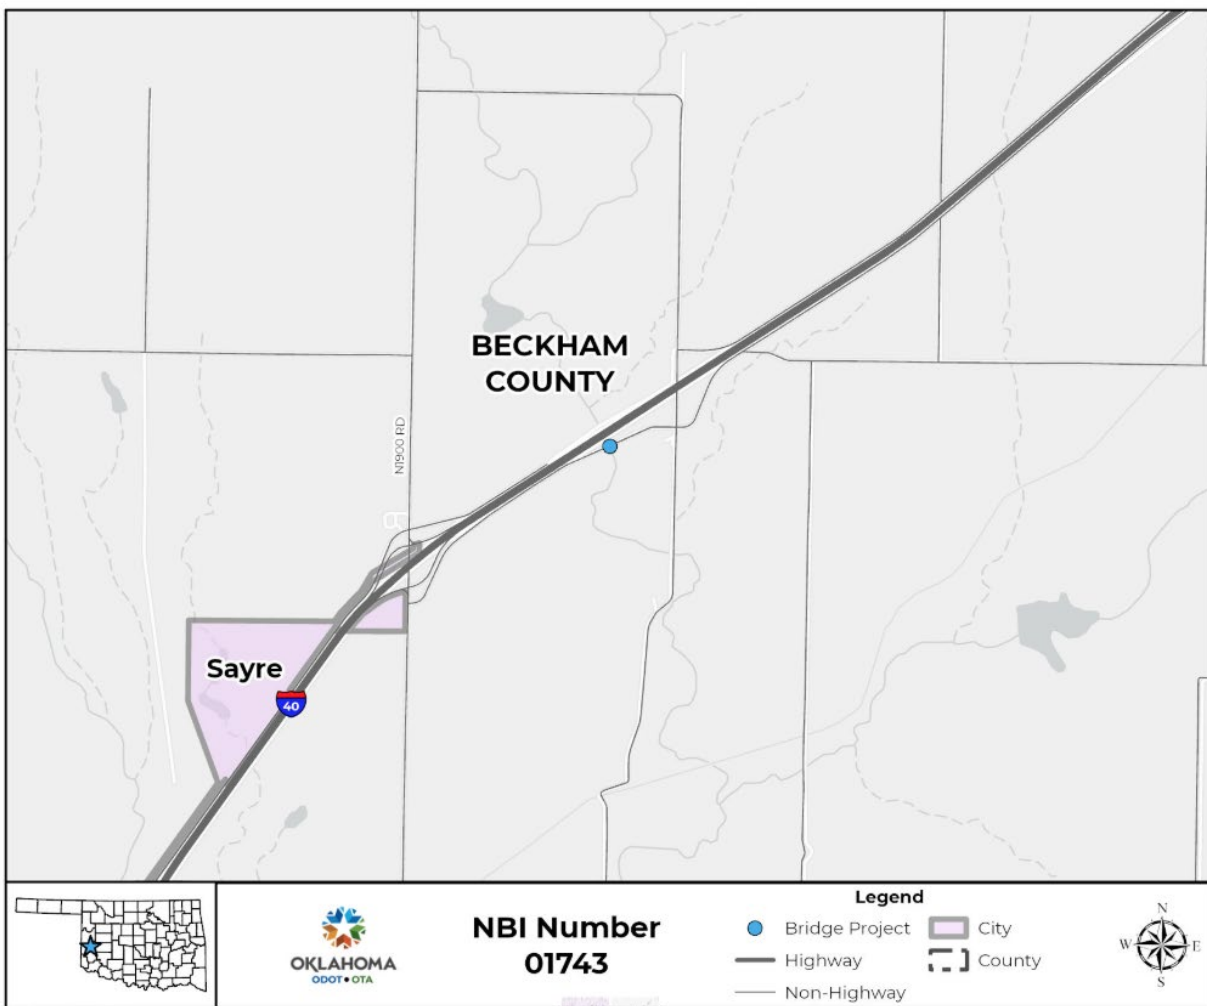 BECKHAM
COUNTY
N1900 RD
Sayre
40
OKLAHOMA
ODOT • OTA
NBI Number
01743
Legend
Bridge Project
City
Highway
County
Non-Highway
N
W
E
S